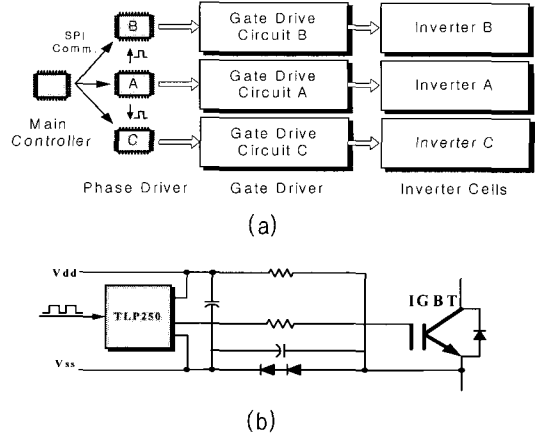 B
Gate Drive
Circuit B
Inverter B
SPI
Comm.
A
Gate Drive
Circuit A
Inverter A
Main
Controller
C
Gate Drive
Circuit C
Inverter C
Phase Driver
Gate Driver
Inverter Cells
(a)
Vdd
TLP250
IGBT
Vss
(b)